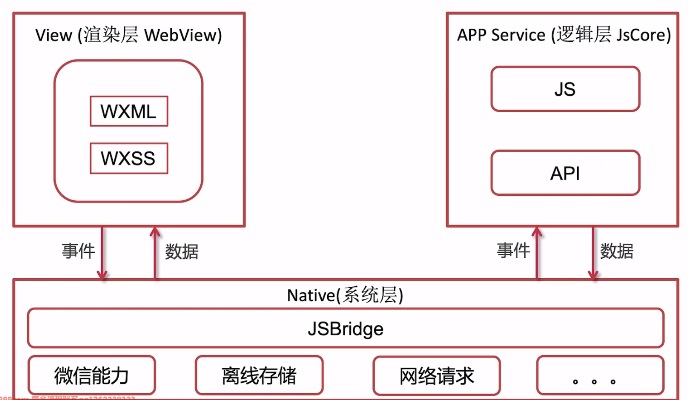 View (渲染层 WebView)
APP Service (逻辑层 JsCore)
WXML
WXSS
JS
API
事件
数据
事件
数据
Native(系统层)
JSBridge
微信能力
离线存储
网络请求
。。。